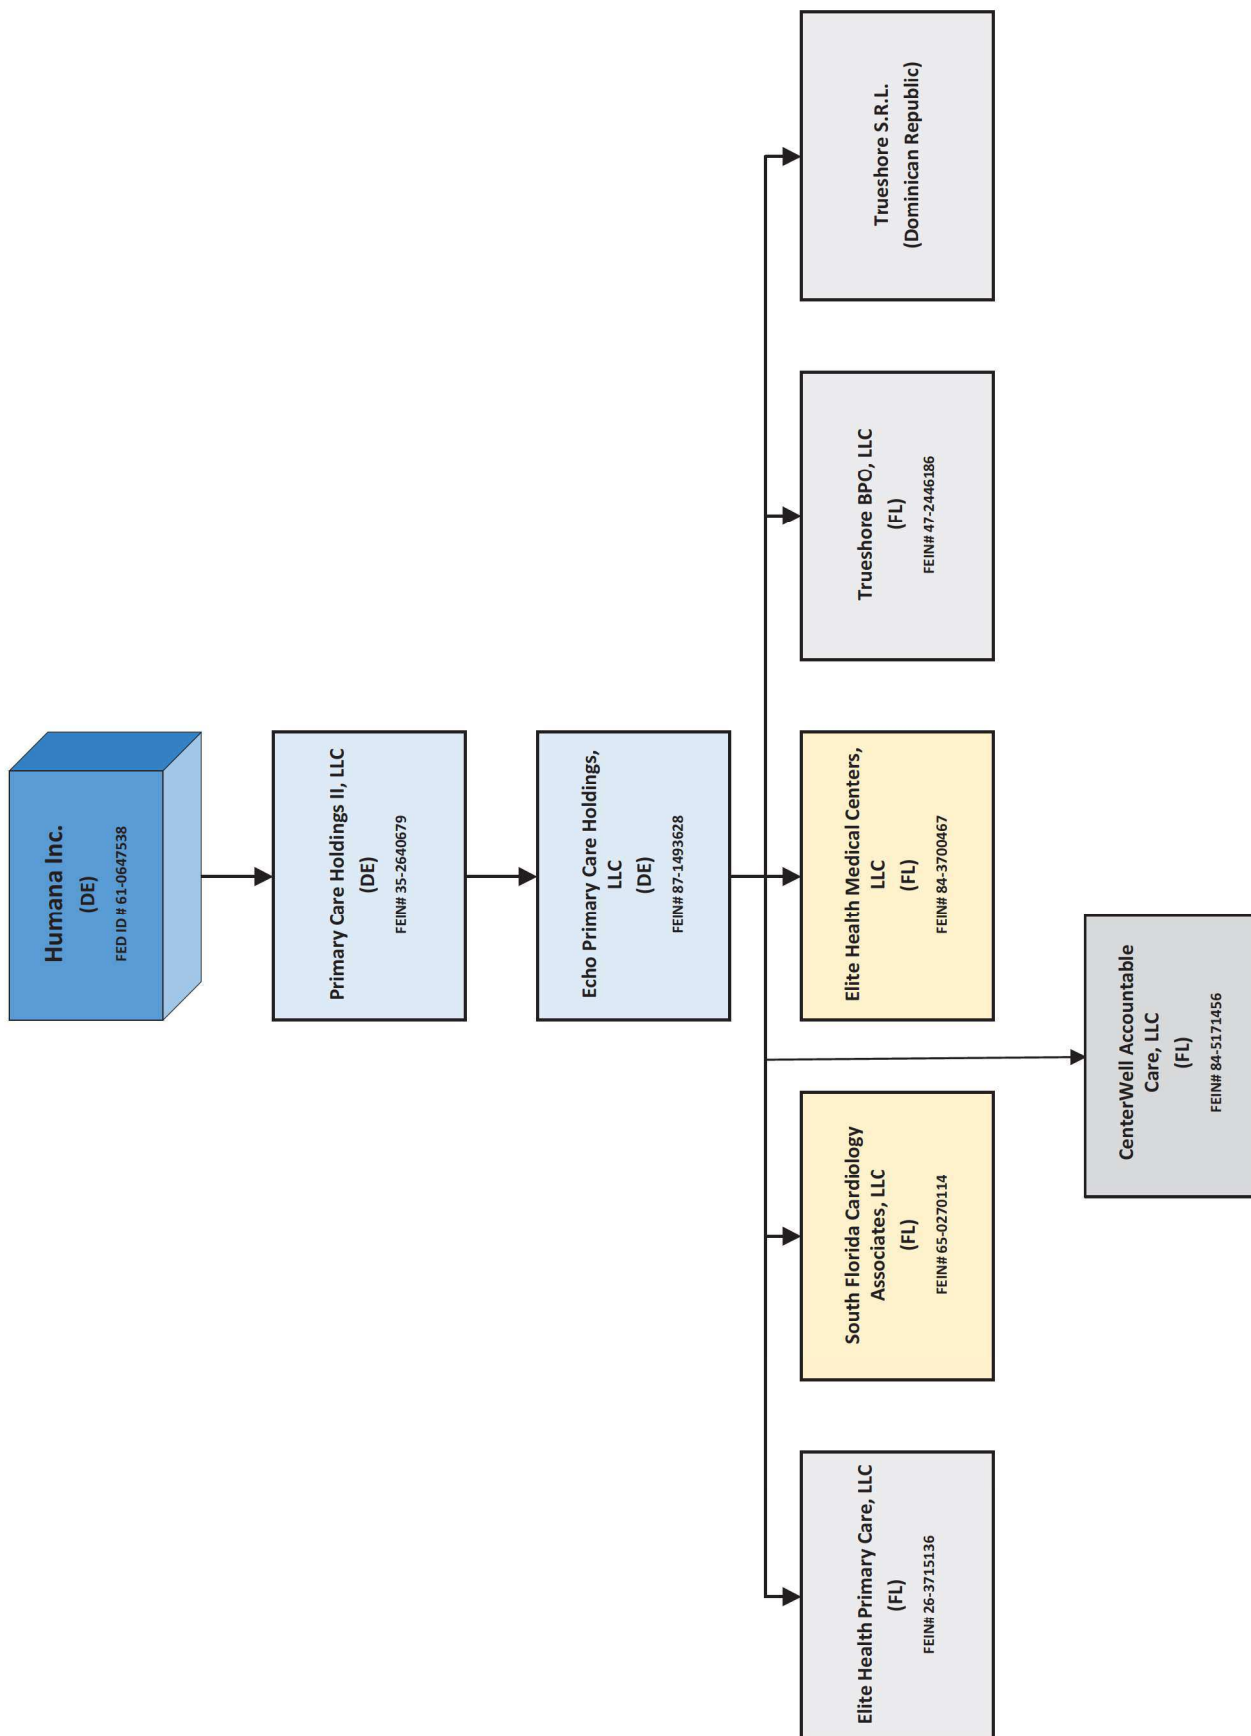 Humana Inc.
(DE)
FED ID # 61-0647538
Primary Care Holdings II, LLC
(DE)
FEIN# 35-2640679
Echo Primary Care Holdings,
LLC
(DE)
FEIN# 87-1493628
Elite Health Primary Care, LLC
(FL)
FEIN# 26-3715136
South Florida Cardiology
Associates, LLC
(FL)
FEIN# 65-0270114
Elite Health Medical Centers,
LLC
(FL)
FEIN# 84-3700467
Trueshore BPO, LLC
(FL)
FEIN# 47-2446186
Trueshore S.R.L.
(Dominican Republic)
CenterWell Accountable
Care, LLC
(FL)
FEIN# 84-5171456